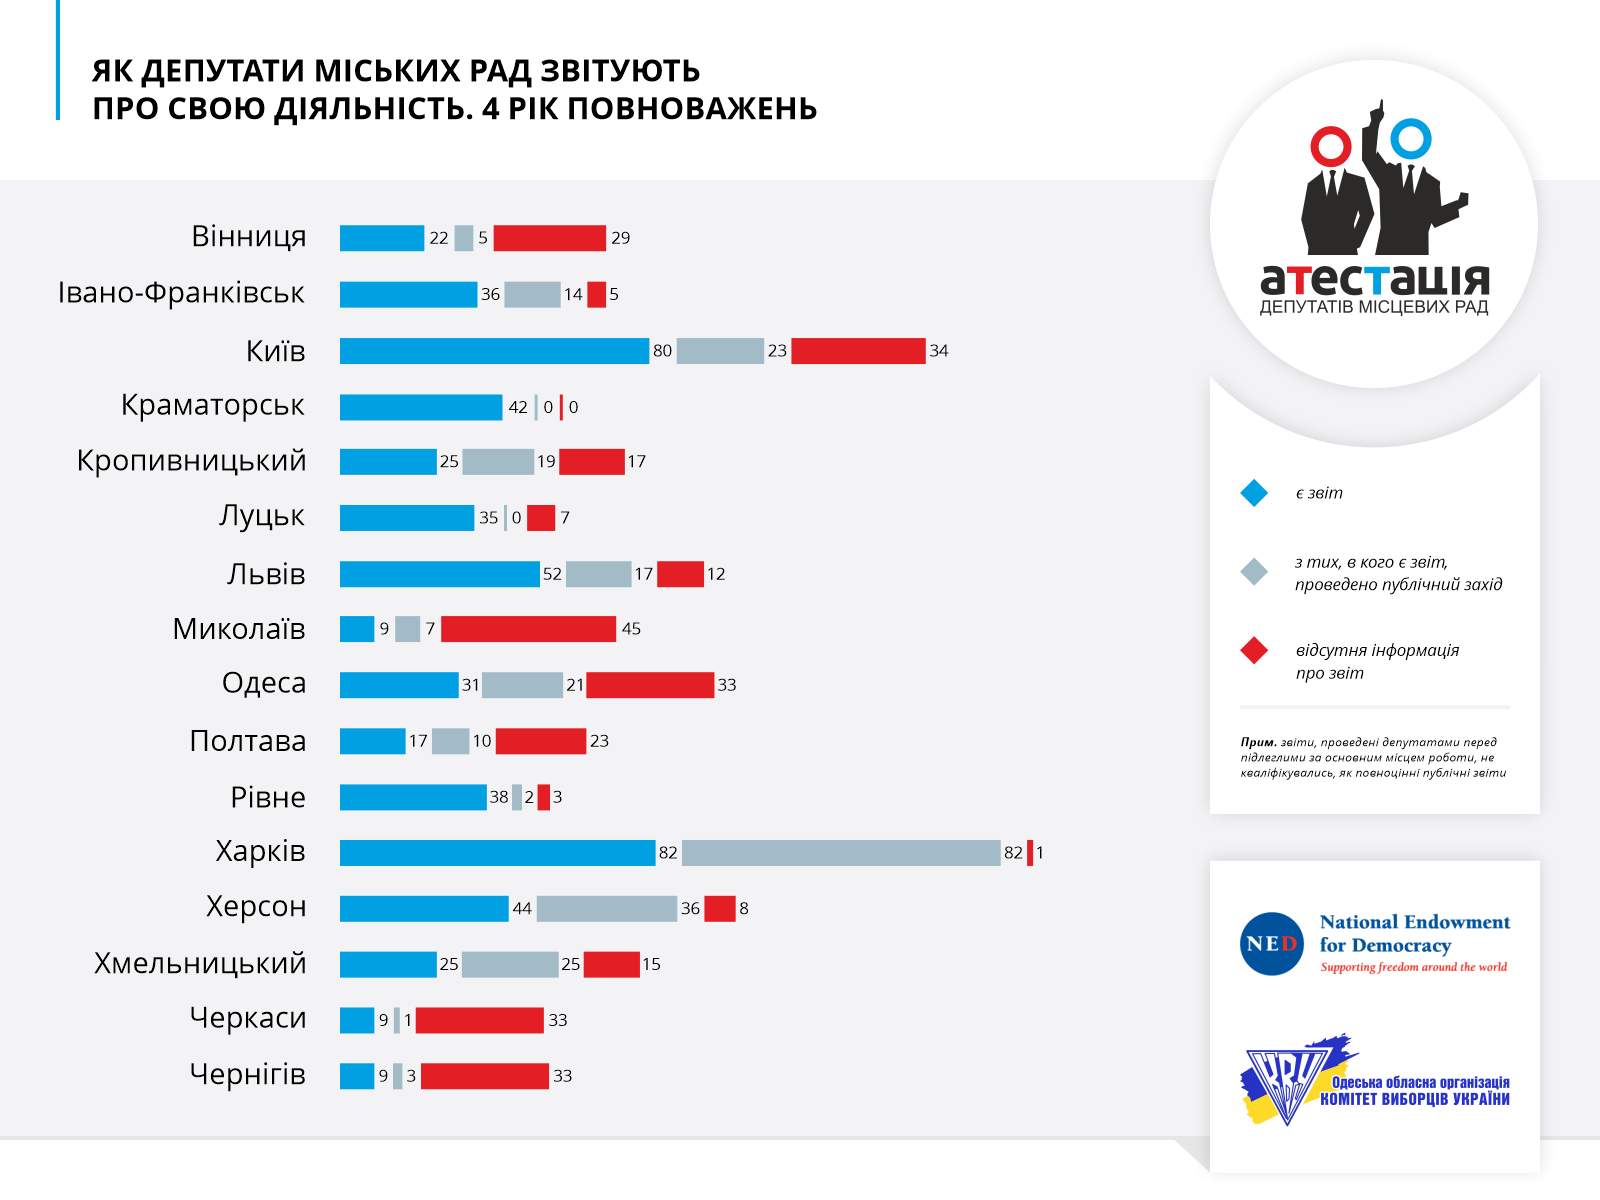 ЯК ДЕПУТАТИ МІСЬКИХ РАД ЗВІТУЮТЬ
ПРО СВОЮ ДІЯЛЬНІСТЬ. 4 РІК ПОВНОВАЖЕНЬ
Вінниця 22 5 29
Івано-Франківськ 36 14 5
Київ 80 23 34
Краматорськ 42 0 0
Кропивницький 25 19 17
Луцьк 35 0 7
Львів 52 17 12
Миколаїв 9 7 45
Одеса 31 21 33
Полтава 17 10 23
Рівне 38 2 3
Харків 82 82 1
Херсон 44 36 8
Хмельницький 25 25 15
Черкаси 9 1 33
Чернігів 9 3 33
атестація
ДЕПУТАТІВ МІСЦЕВИХ РАД
є звіт
з тих, в кого є звіт,
проведено публічний захід
відсутня інформація
про звіт
Прим. звіти, проведені депутатами перед
підлеглими за основним місцем роботи, не
кваліфікувались, як повноцінні публічні звіти
NED
National Endowment
for Democracy
Supporting freedom around the world
КВУ
Одеська обласна організація
КОМІТЕТ ВИБОРЦІВ УКРАЇНИ